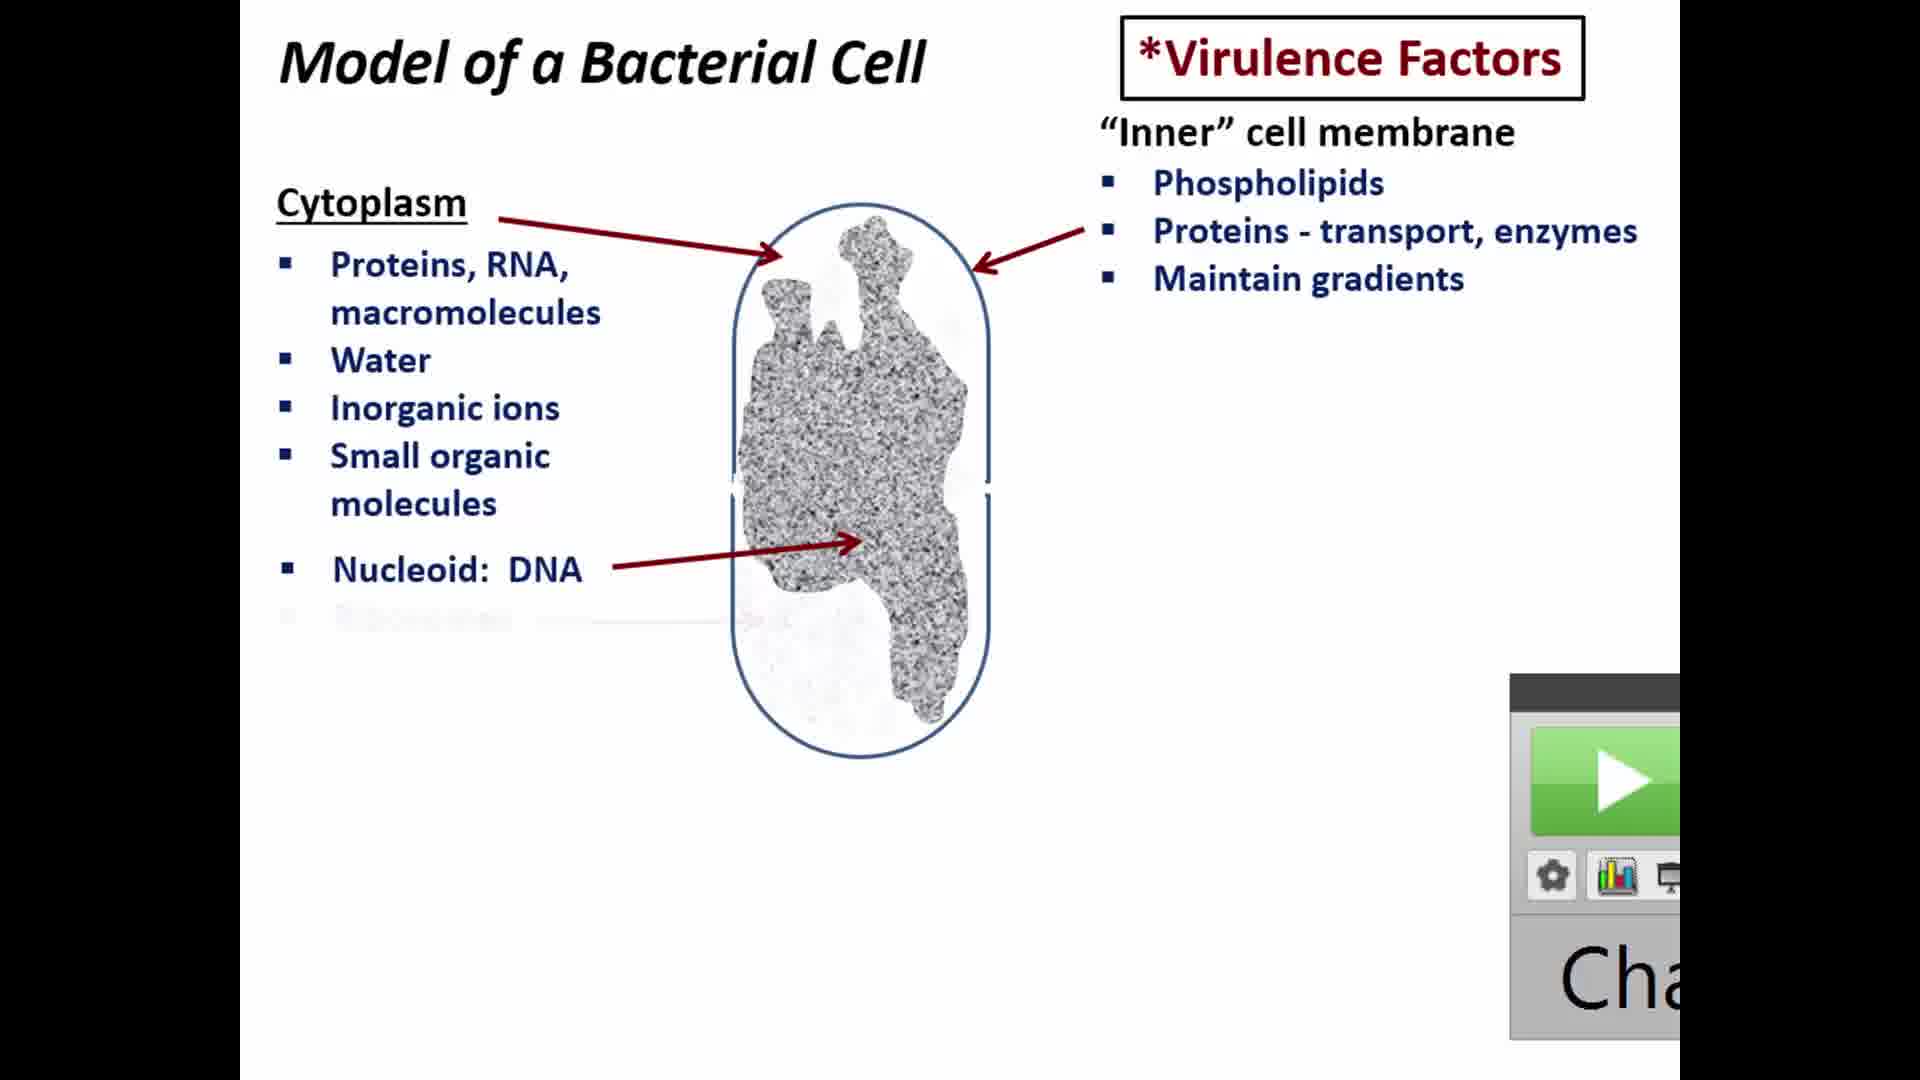 Model of a Bacterial Cell
*Virulence Factors
"Inner" cell membrane
▪ Phospholipids
▪ Proteins - transport, enzymes
▪ Maintain gradients
Cytoplasm
▪ Proteins, RNA,
macromolecules
▪ Water
▪ Inorganic ions
▪ Small organic
molecules
▪ Nucleoid: DNA
▪ Ribosomes
Cha